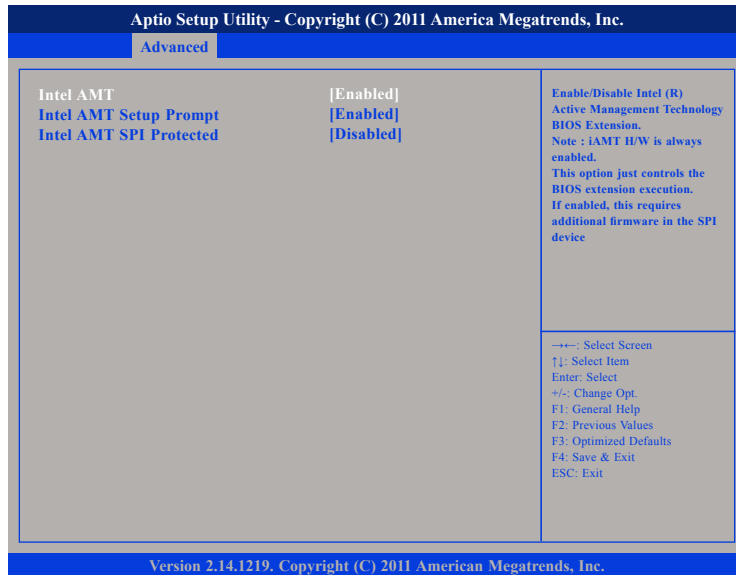 Aptio Setup Utility - Copyright (C) 2011 America Megatrends, Inc.
Advanced
Intel AMT [Enabled]
Intel AMT Setup Prompt [Enabled]
Intel AMT SPI Protected [Disabled]
Enable/Disable Intel (R)
Active Management Technology
BIOS Extension.
Note : iAMT H/W is always
enabled.
This option just controls the
BIOS extension execution.
If enabled, this requires
additional firmware in the SPI
device
→←: Select Screen
↑↓: Select Item
Enter: Select
+/-: Change Opt.
F1: General Help
F2: Previous Values
F3: Optimized Defaults
F4: Save & Exit
ESC: Exit
Version 2.14.1219. Copyright (C) 2011 American Megatrends, Inc.